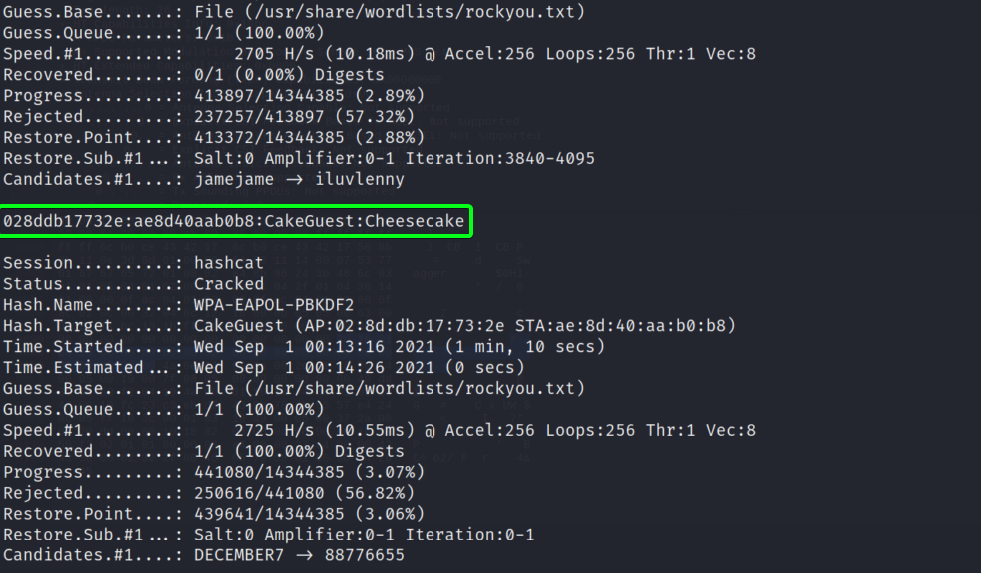 Guess.Base.......: File (/usr/share/wordlists/rockyou.txt)
Guess.Queue......: 1/1 (100.00%)
Speed.#1.........:     2705 H/s (10.18ms) @ Accel:256 Loops:256 Thr:1 Vec:8
Recovered........: 0/1 (0.00%) Digests
Progress.........: 413897/14344385 (2.89%)
Rejected.........: 237257/413897 (57.32%)
Restore.Point....: 413372/14344385 (2.88%)
Restore.Sub.#1...: Salt:0 Amplifier:0-1 Iteration:3840-4095
Candidates.#1....: jamejame → iluvlenny
028ddb17732e:ae8d40aab0b8:CakeGuest:Cheesecake
Session..........: hashcat
Status...........: Cracked
Hash.Name........: WPA-EAPOL-PBKDF2
Hash.Target......: CakeGuest (AP:02:8d:db:17:73:2e STA:ae:8d:40:aa:b0:b8)
Time.Started.....: Wed Sep  1 00:13:16 2021 (1 min, 10 secs)
Time.Estimated...: Wed Sep  1 00:14:26 2021 (0 secs)
Guess.Base.......: File (/usr/share/wordlists/rockyou.txt)
Guess.Queue......: 1/1 (100.00%)
Speed.#1.........:     2725 H/s (10.55ms) @ Accel:256 Loops:256 Thr:1 Vec:8
Recovered........: 1/1 (100.00%) Digests
Progress.........: 441080/14344385 (3.07%)
Rejected.........: 250616/441080 (56.82%)
Restore.Point....: 439641/14344385 (3.06%)
Restore.Sub.#1...: Salt:0 Amplifier:0-1 Iteration:0-1
Candidates.#1....: DECEMBER7 → 88776655